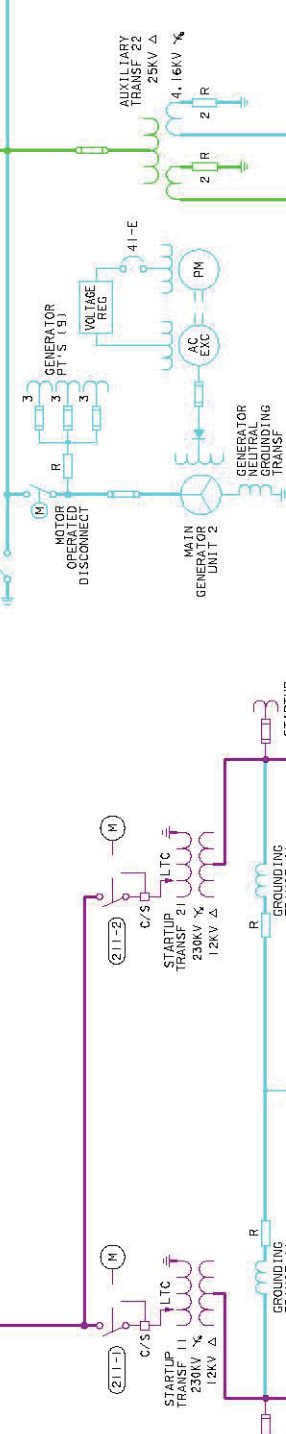 AUXILIARY
TRANSF 22
25KV Δ
4.16KV
R
2
R
2
41-E
VOLTAGE
REG
PM
AC
EXC
GENERATOR
PT'S (9)
3
3
3
R
M
MOTOR
OPERATED
DISCONNECT
MAIN
GENERATOR
UNIT 2
GENERATOR
NEUTRAL
GROUNDING
TRANSF
M
211-2
C/S
LTC
STARTUP
TRANSF 21
230KV
12KV Δ
STARTUP
R
GROUNDING
M
211-1
C/S
LTC
STARTUP
TRANSF 11
230KV
12KV Δ
R
GROUNDING